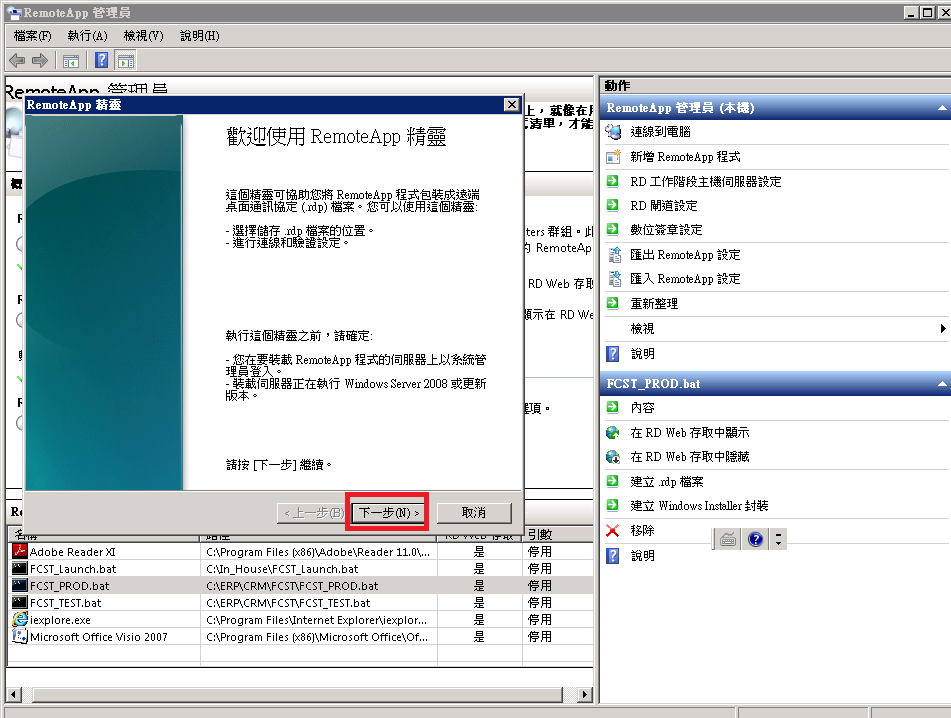 RemoteApp 管理員
檔案(F) 執行(A) 檢視(V) 說明(H)
RemoteApp 管理員
RemoteApp 精靈
歡迎使用 RemoteApp 精靈
這個精靈可協助您將 RemoteApp 程式包裝成遠端
桌面通訊協定 (.rdp) 檔案。您可以使用這個精靈:
- 選擇儲存 .rdp 檔案的位置。
- 進行連線和驗證設定。
執行這個精靈之前，請確定:
- 您在要裝載 RemoteApp 程式的伺服器上以系統管
理員登入。
- 裝載伺服器正在執行 Windows Server 2008 或更新
版本。
請按 [下一步] 繼續。
< 上一步(B) 下一步(N) > 取消
上，就像在用
清單，才能
ters 群組。此
的 RemoteAp
RD Web 存取
顯示在 RD We
選項。
名稱 路徑 RD Web 存取 引數
Adobe Reader XI C:\Program Files (x86)\Adobe\Reader 11.0\... 是 停用
FCST_Launch.bat C:\In_House\FCST_Launch.bat 是 停用
FCST_PROD.bat C:\ERP\CRM\FCST\FCST_PROD.bat 是 停用
FCST_TEST.bat C:\ERP\CRM\FCST\FCST_TEST.bat 是 停用
iexplore.exe C:\Program Files\Internet Explorer\iexplor... 是 停用
Microsoft Office Visio 2007 C:\Program Files (x86)\Microsoft Office\Of... 是 停用
動作
RemoteApp 管理員 (本機)
連線到電腦
新增 RemoteApp 程式
RD 工作階段主機伺服器設定
RD 閘道設定
數位簽章設定
匯出 RemoteApp 設定
匯入 RemoteApp 設定
重新整理
檢視
說明
FCST_PROD.bat
內容
在 RD Web 存取中顯示
在 RD Web 存取中隱藏
建立 .rdp 檔案
建立 Windows Installer 封裝
移除
說明